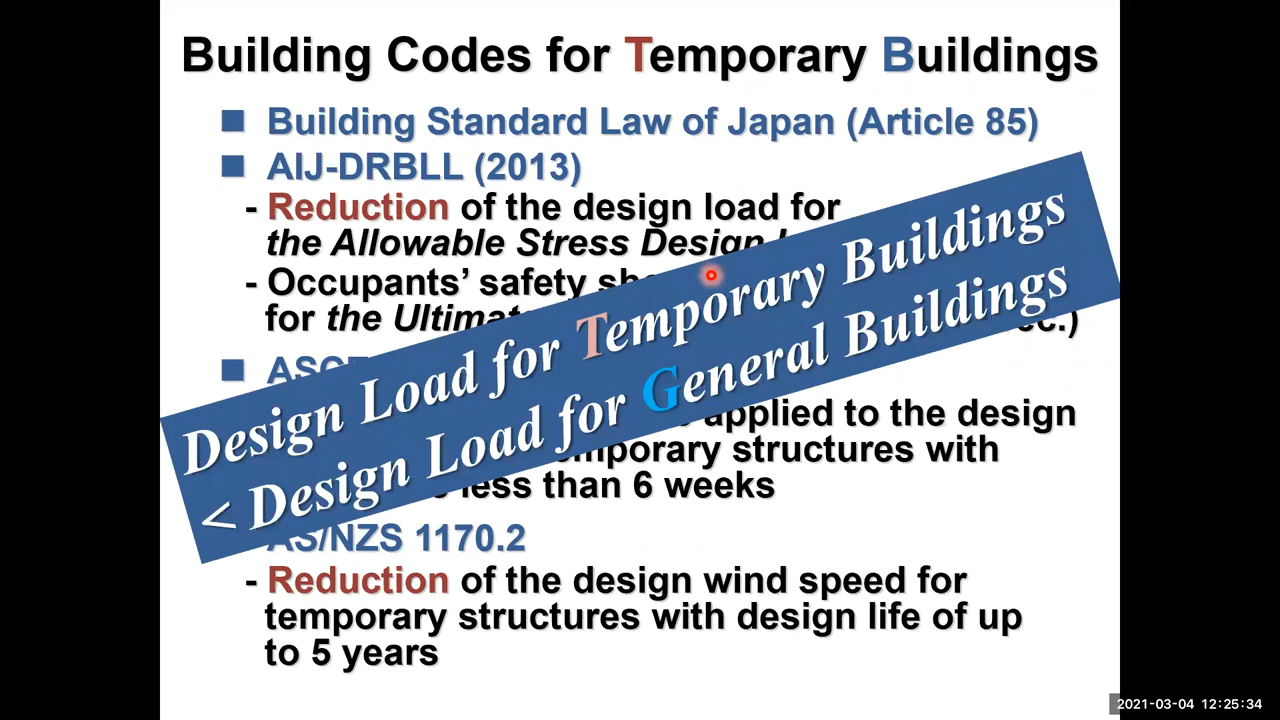 Building Codes for Temporary Buildings
■ Building Standard Law of Japan (Article 85)
■ AIJ-DRBLL (2013)
- Reduction of the design load for
the Allowable Stress Design
- Occupants’ safety
for the
Design Load for Temporary Buildings
< Design Load for General Buildings
applied to the design
structures with
less than 6 weeks
AS/NZS 1170.2
- Reduction of the design wind speed for
temporary structures with design life of up
to 5 years
2021-03-04 12:25:34